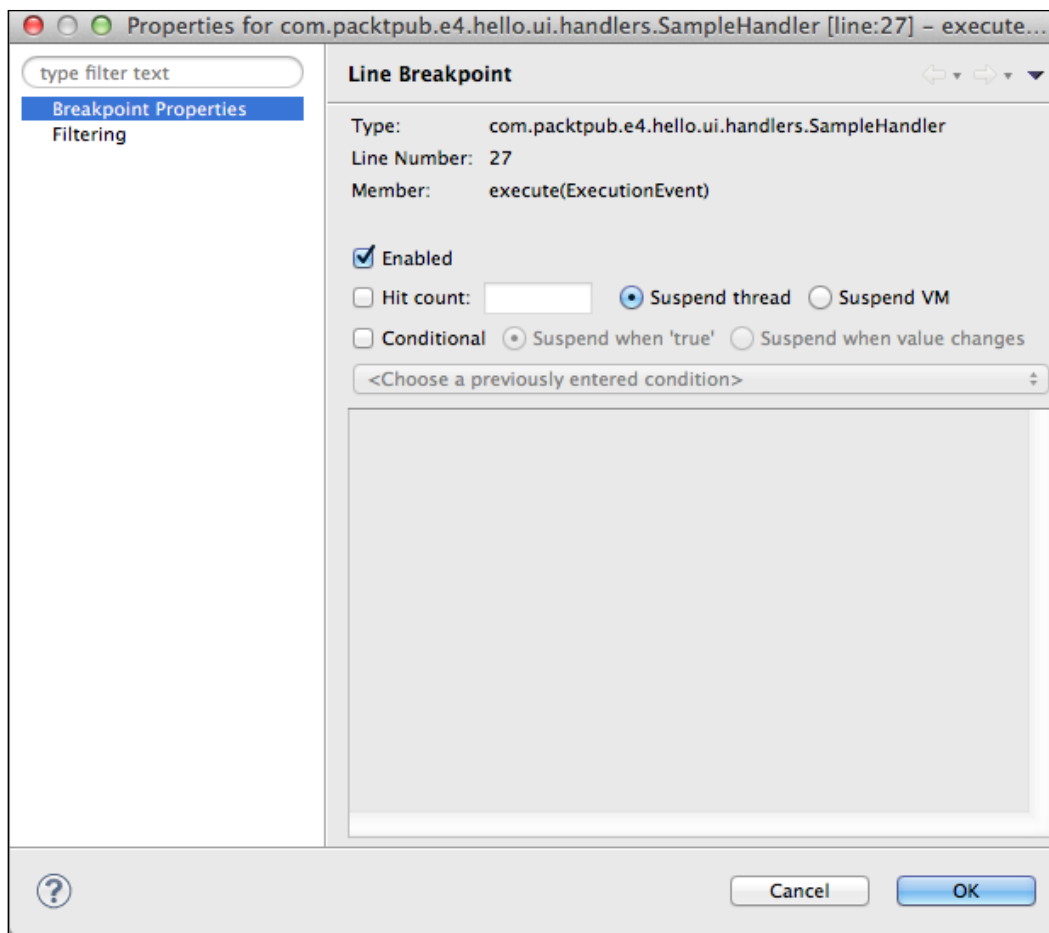 Properties for com.packtpub.e4.hello.ui.handlers.SampleHandler [line:27] – execute...
type filter text
Breakpoint Properties
Filtering
Line Breakpoint
Type: com.packtpub.e4.hello.ui.handlers.SampleHandler
Line Number: 27
Member: execute(ExecutionEvent)
Enabled
Hit count: Suspend thread Suspend VM
Conditional Suspend when 'true' Suspend when value changes
<Choose a previously entered condition>
?
Cancel OK